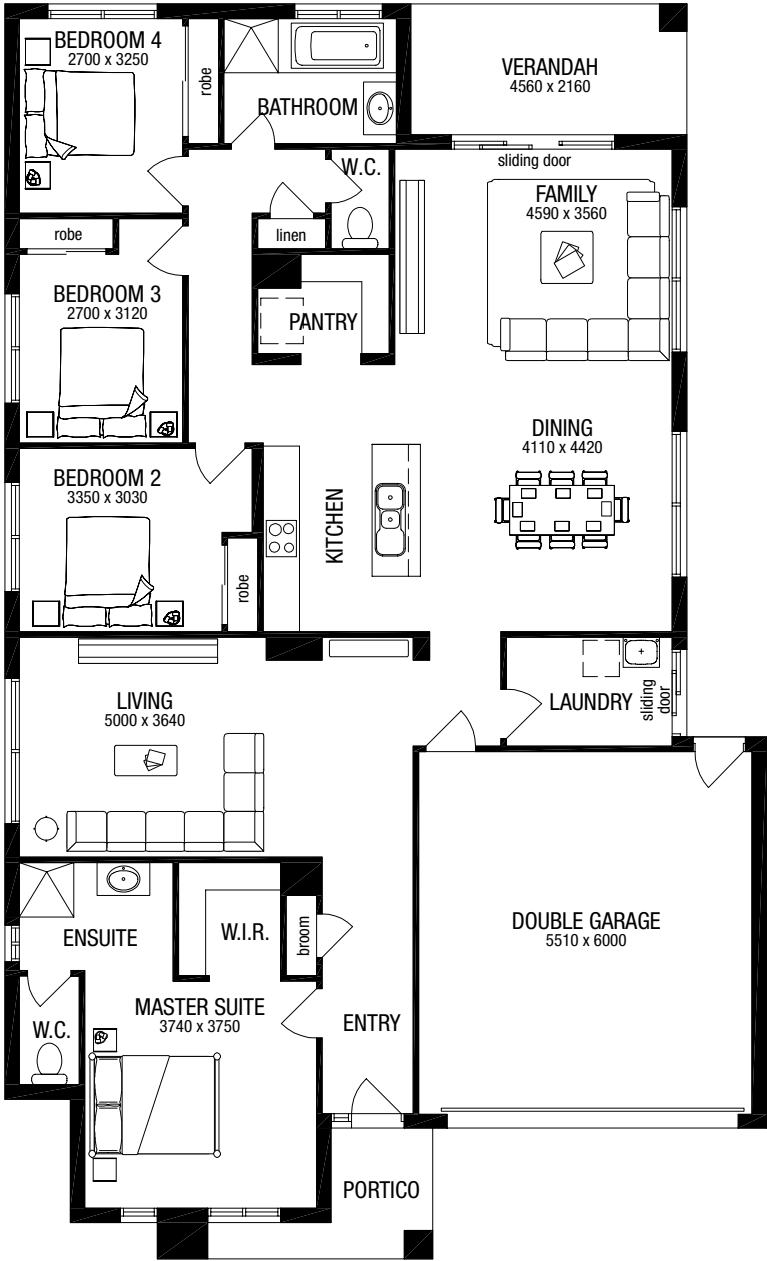 BEDROOM 4
2700 x 3250
robe
BATHROOM
VERANDAH
4560 x 2160
sliding door
W.C.
FAMILY
4590 x 3560
robe
linen
BEDROOM 3
2700 x 3120
PANTRY
DINING
4110 x 4420
BEDROOM 2
3350 x 3030
robe
KITCHEN
LIVING
5000 x 3640
LAUNDRY
sliding
door
ENSUITE
W.I.R.
broom
DOUBLE GARAGE
5510 x 6000
W.C.
MASTER SUITE
3740 x 3750
ENTRY
PORTICO